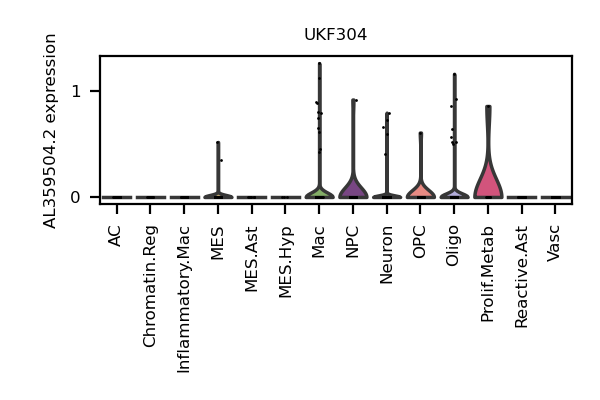 UKF304
AL359504.2 expression
1
0
AC
Chromatin.Reg
Inflammatory.Mac
MES
MES.Ast
MES.Hyp
Mac
NPC
Neuron
OPC
Oligo
Prolif.Metab
Reactive.Ast
Vasc